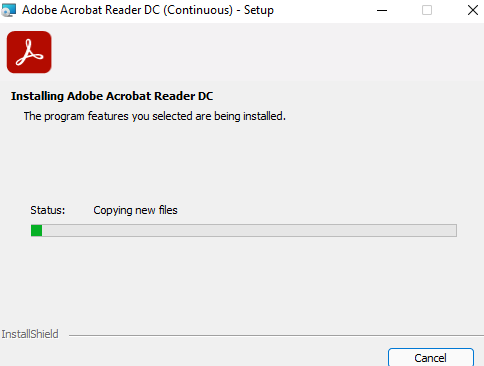 Adobe Acrobat Reader DC (Continuous) - Setup
Installing Adobe Acrobat Reader DC
The program features you selected are being installed.
Status: Copying new files
InstallShield
Cancel